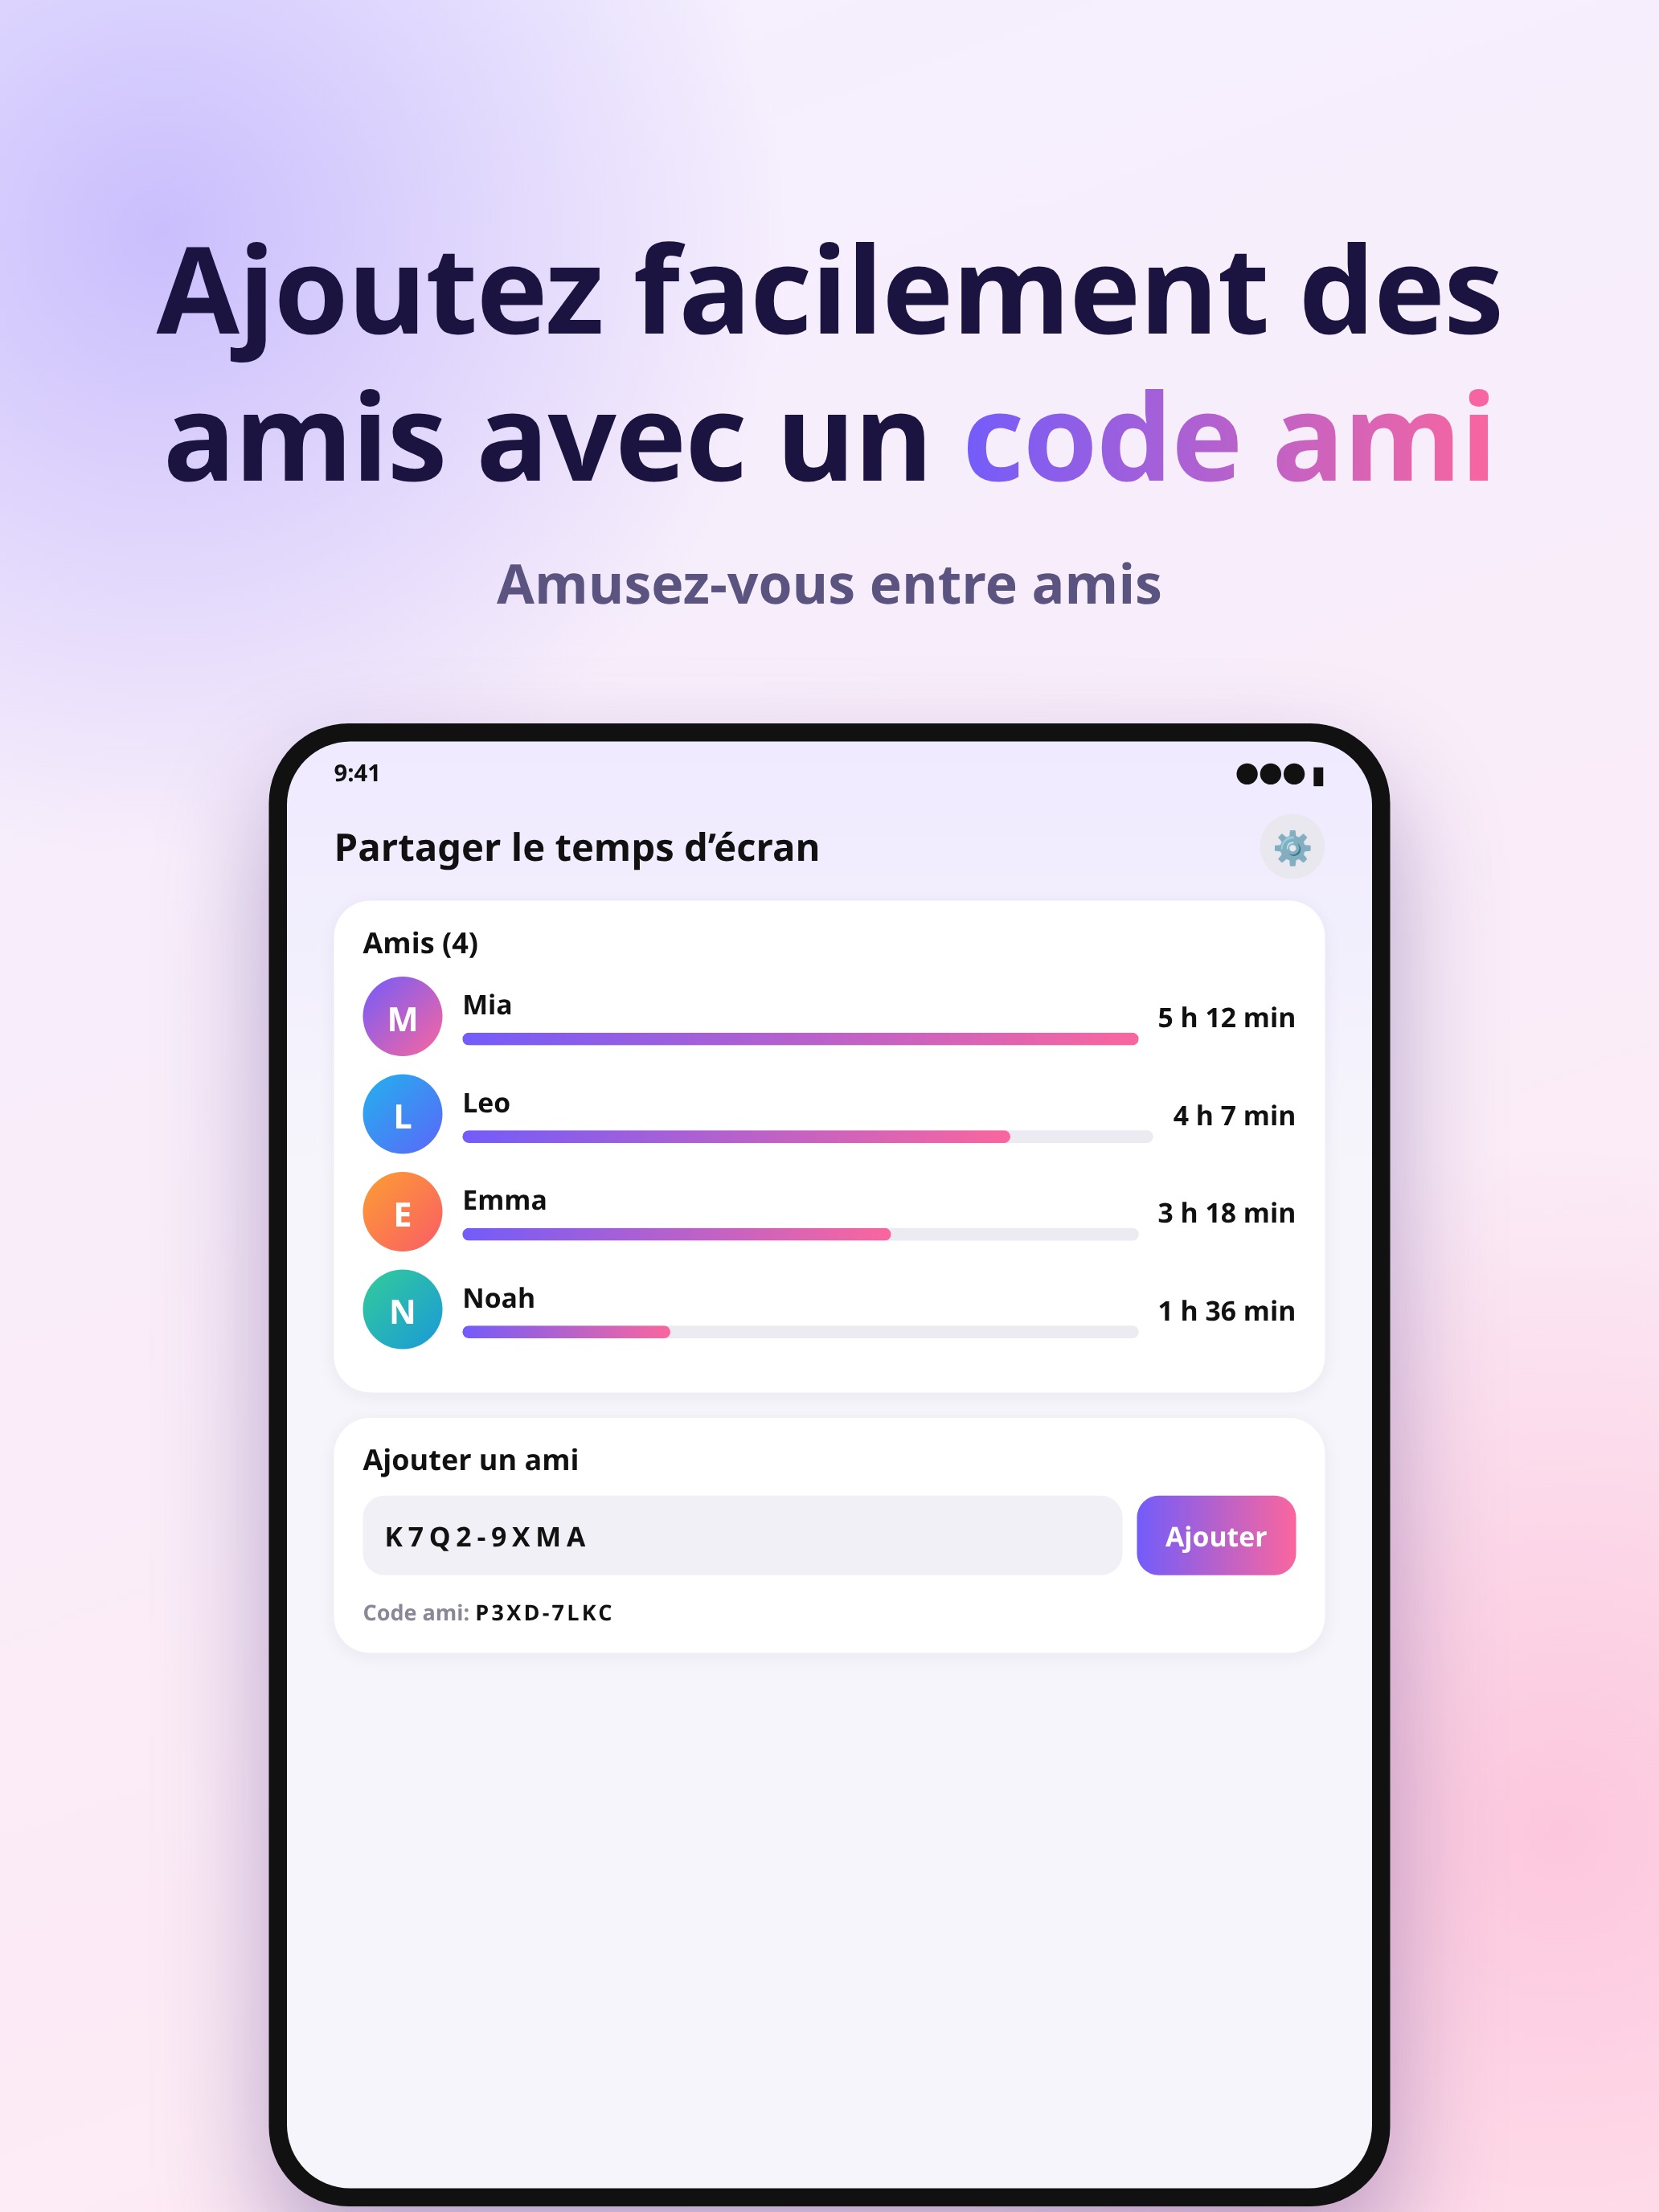 Ajoutez facilement des
amis avec un code ami
Amusez-vous entre amis
9:41
Partager le temps d’écran
Amis (4)
M
Mia
5 h 12 min
L
Leo
4 h 7 min
E
Emma
3 h 18 min
N
Noah
1 h 36 min
Ajouter un ami
K7Q2-9XMA
Ajouter
Code ami: P3XD-7LKC